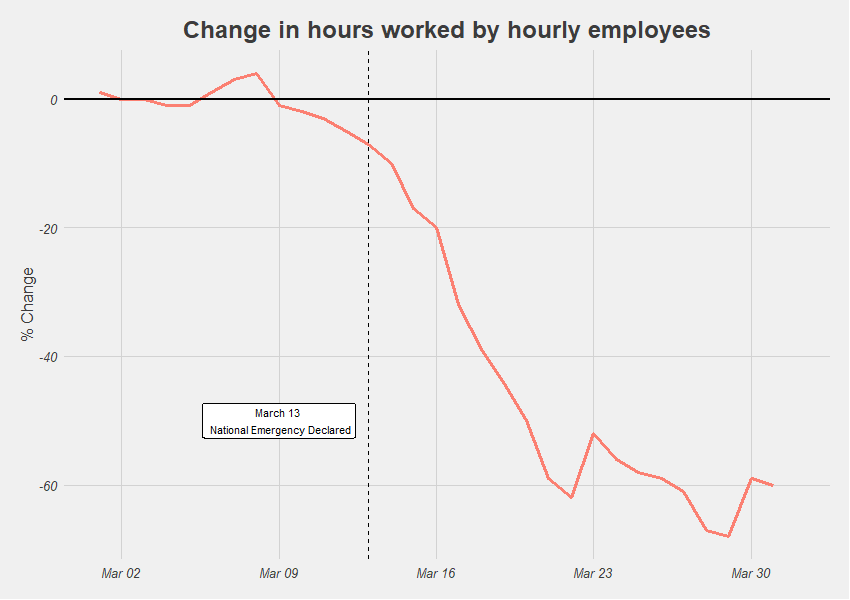 Change in hours worked by hourly employees
% Change
0
-20
-40
-60
March 13
National Emergency Declared
Mar 02
Mar 09
Mar 16
Mar 23
Mar 30